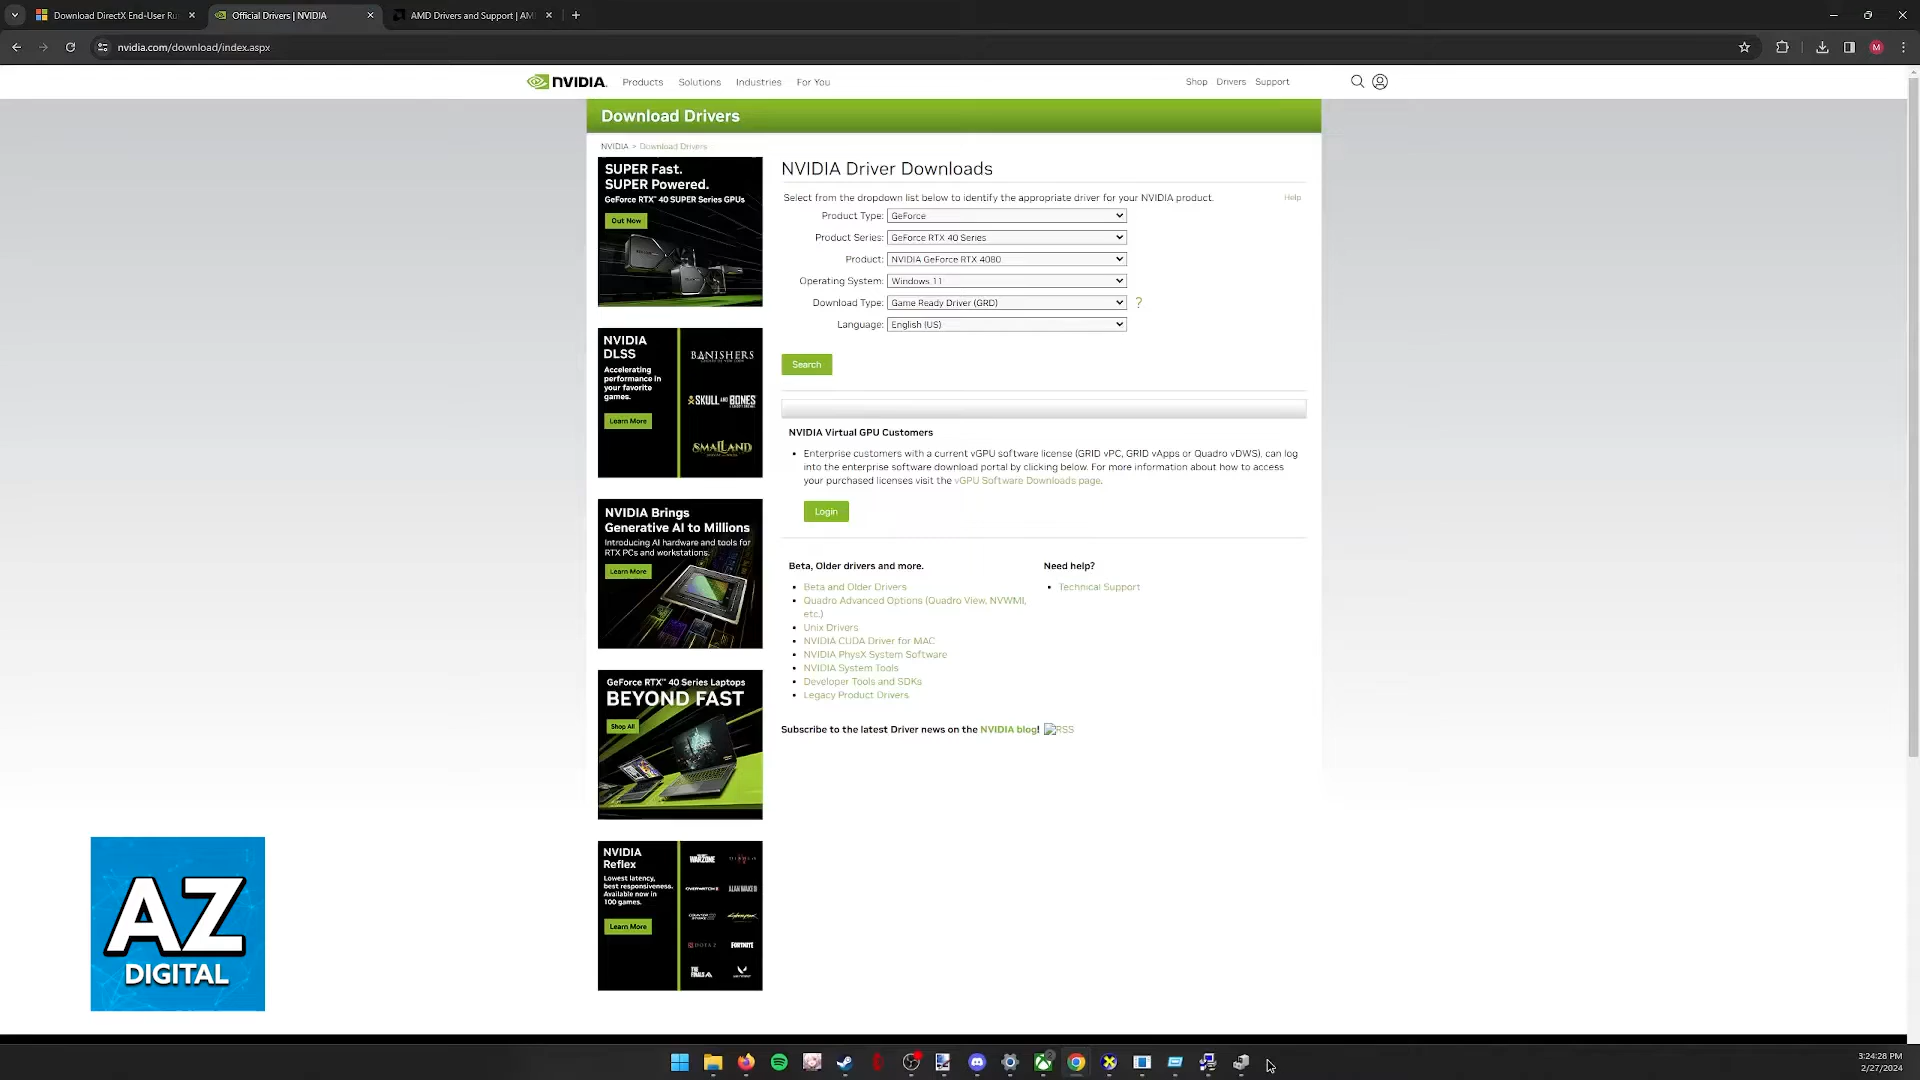 Download DirectX End-User Ru
Official Drivers | NVIDIA
AMD Drivers and Support | AM
nvidia.com/download/index.aspx
M
NVIDIA.
Products
Solutions
Industries
For You
Shop
Drivers
Support
Download Drivers
NVIDIA > Download Drivers
SUPER Fast.
SUPER Powered.
GeForce RTX™ 40 SUPER Series GPUs
Out Now
NVIDIA
DLSS
Accelerating
performance in
your favorite
games.
Learn More
BANISHERS
SKULL AND BONES
SMALLAND
NVIDIA Brings
Generative AI to Millions
Introducing AI hardware and tools for
RTX PCs and workstations.
Learn More
GeForce RTX™ 40 Series Laptops
BEYOND FAST
Shop All
NVIDIA
Reflex
Lowest latency,
best responsiveness.
Available now in
100 games.
Learn More
WARZONE
OVERWATCH 2
ALAN WAKE II
DOTA 2
FORTNITE
THE FINALS
NVIDIA Driver Downloads
Select from the dropdown list below to identify the appropriate driver for your NVIDIA product.
Help
Product Type: GeForce
Product Series: GeForce RTX 40 Series
Product: NVIDIA GeForce RTX 4080
Operating System: Windows 11
Download Type: Game Ready Driver (GRD) ?
Language: English (US)
Search
NVIDIA Virtual GPU Customers
Enterprise customers with a current vGPU software license (GRID vPC, GRID vApps or Quadro vDWS), can log
into the enterprise software download portal by clicking below. For more information about how to access
your purchased licenses visit the vGPU Software Downloads page.
Login
Beta, Older drivers and more.
Beta and Older Drivers
Quadro Advanced Options (Quadro View, NVWMI,
etc.)
Unix Drivers
NVIDIA CUDA Driver for MAC
NVIDIA PhysX System Software
NVIDIA System Tools
Developer Tools and SDKs
Legacy Product Drivers
Need help?
Technical Support
Subscribe to the latest Driver news on the NVIDIA blog! RSS
AZ
DIGITAL
3:24:28 PM
2/27/2024